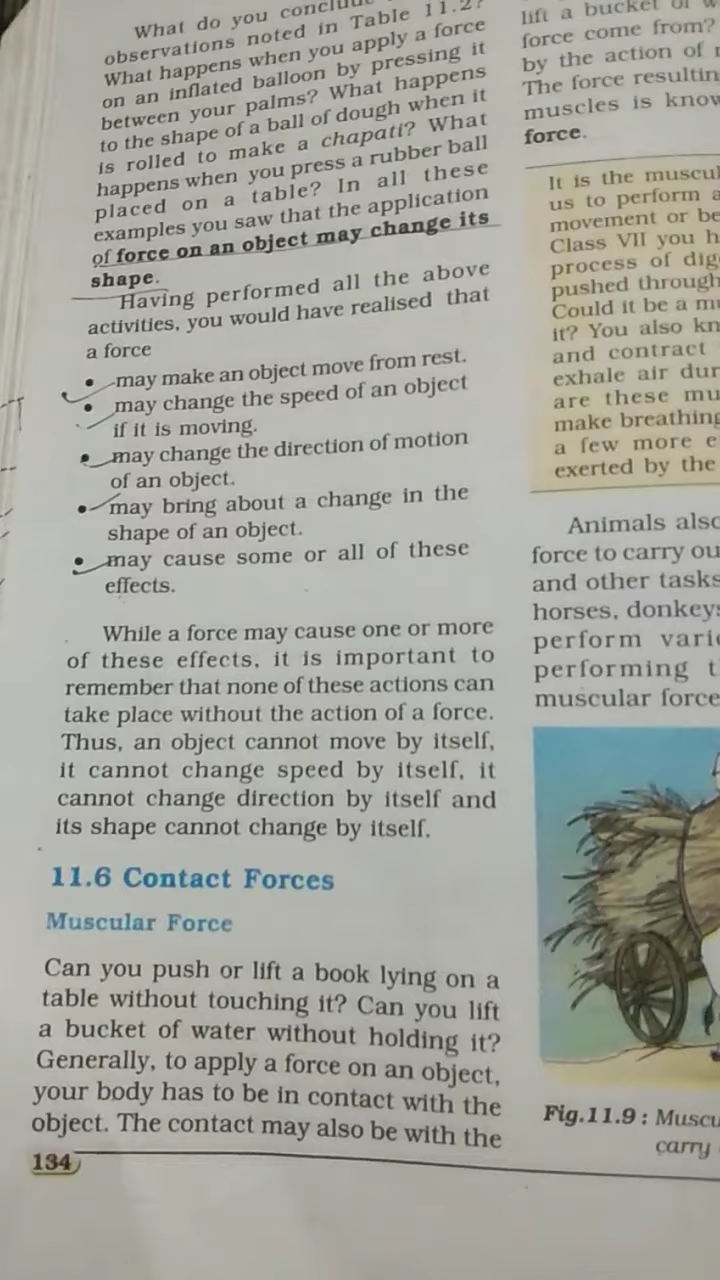 What do you conclu
observations noted in Table 11.2?
What happens when you apply a force
on an inflated balloon by pressing it
between your palms? What happens
to the shape of a ball of dough when it
is rolled to make a chapati? What
happens when you press a rubber ball
placed on a table? In all these
examples you saw that the application
of force on an object may change its
shape.
Having performed all the above
activities, you would have realised that
a force
• may make an object move from rest.
• may change the speed of an object
if it is moving.
• may change the direction of motion
of an object.
• may bring about a change in the
shape of an object.
• may cause some or all of these
effects.
While a force may cause one or more
of these effects, it is important to
remember that none of these actions can
take place without the action of a force.
Thus, an object cannot move by itself,
it cannot change speed by itself, it
cannot change direction by itself and
its shape cannot change by itself.
11.6 Contact Forces
Muscular Force
Can you push or lift a book lying on a
table without touching it? Can you lift
a bucket of water without holding it?
Generally, to apply a force on an object,
your body has to be in contact with the
object. The contact may also be with the
134
lift a bucket of w
force come from?
by the action of
The force resultin
muscles is know
force.
It is the muscul
us to perform a
movement or be
Class VII you h
process of dig
pushed through
Could it be a mu
it? You also kn
and contract
exhale air dur
are these mu
make breathing
a few more e
exerted by the
Animals also
force to carry ou
and other tasks
horses, donkeys
perform vari
performing t
muscular force
Fig.11.9 : Muscu
carry